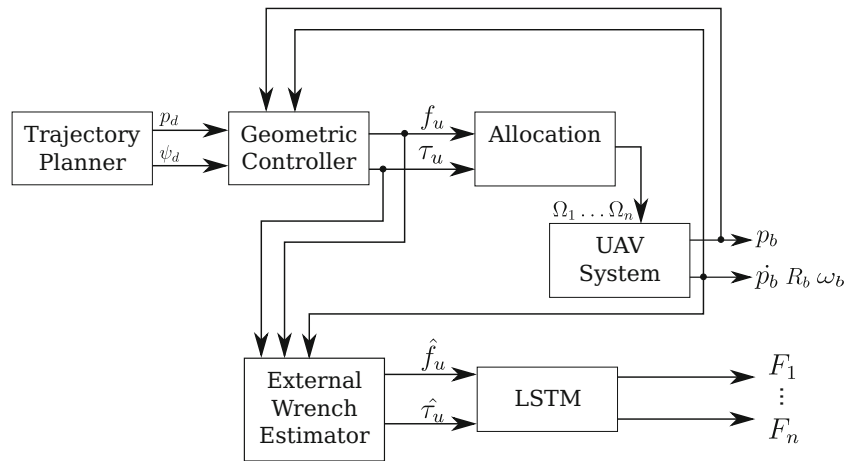 Trajectory
Planner
p_d
ψ_d
Geometric
Controller
f_u
τ_u
Allocation
Ω_1 … Ω_n
UAV
System
p_b
ṗ_b R_b ω_b
External
Wrench
Estimator
f̂_u
τ̂_u
LSTM
F_1
⋮
F_n